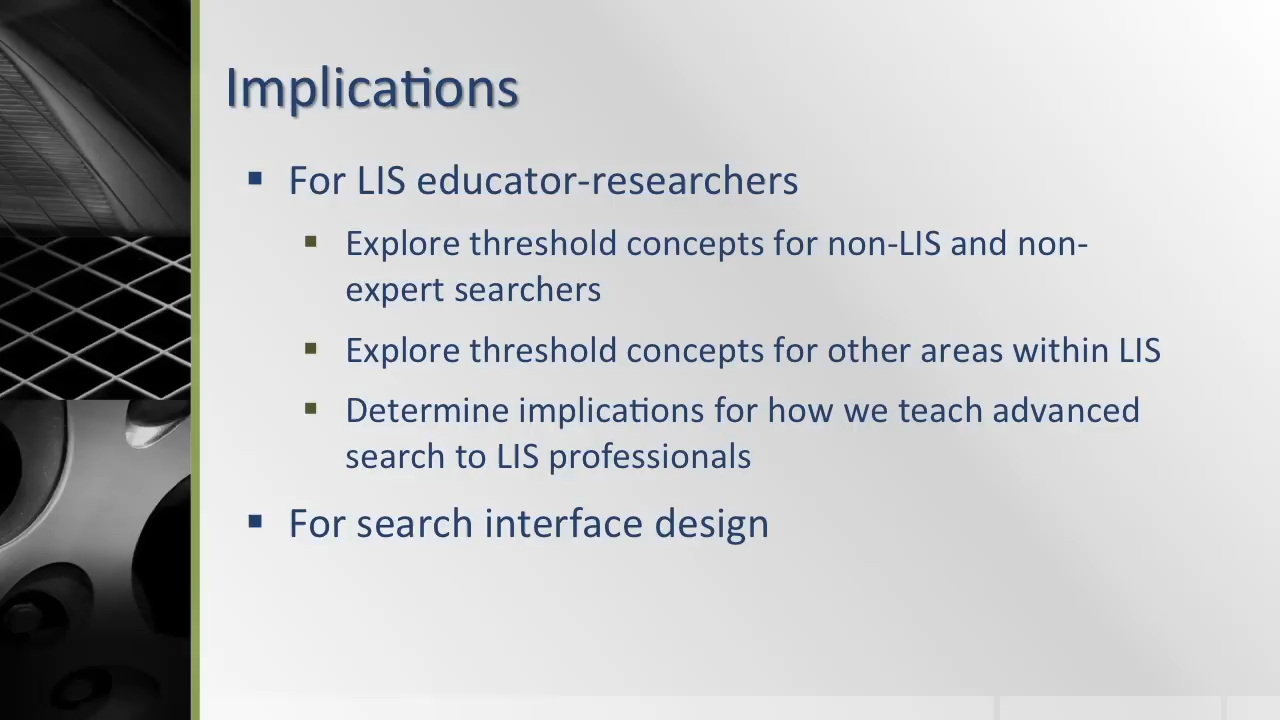 Implications
▪ For LIS educator-researchers
▪ Explore threshold concepts for non-LIS and non-
expert searchers
▪ Explore threshold concepts for other areas within LIS
▪ Determine implications for how we teach advanced
search to LIS professionals
▪ For search interface design